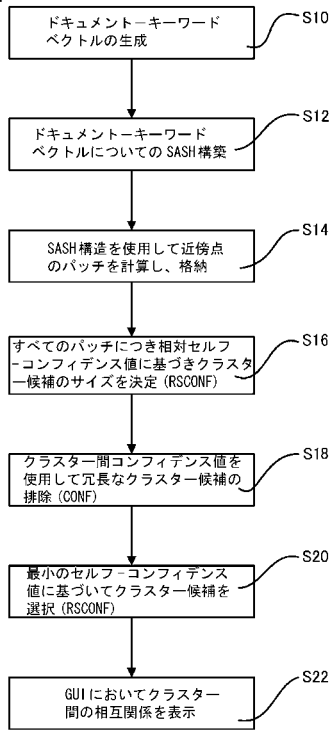 ドキュメントーキーワード
ベクトルの生成
S10
ドキュメントーキーワード
ベクトルについてのSASH構築
S12
SASH構造を使用して近傍点
のパッチを計算し、格納
S14
すべてのパッチにつき相対セルフ
-コンフィデンス値に基づきクラスタ
ー候補のサイズを決定(RSCONF)
S16
クラスター間コンフィデンス値を
使用して冗長なクラスター候補の
排除(CONF)
S18
最小のセルフ-コンフィデンス
値に基づいてクラスター候補を
選択(RSCONF)
S20
GUIにおいてクラスター
間の相互関係を表示
S22